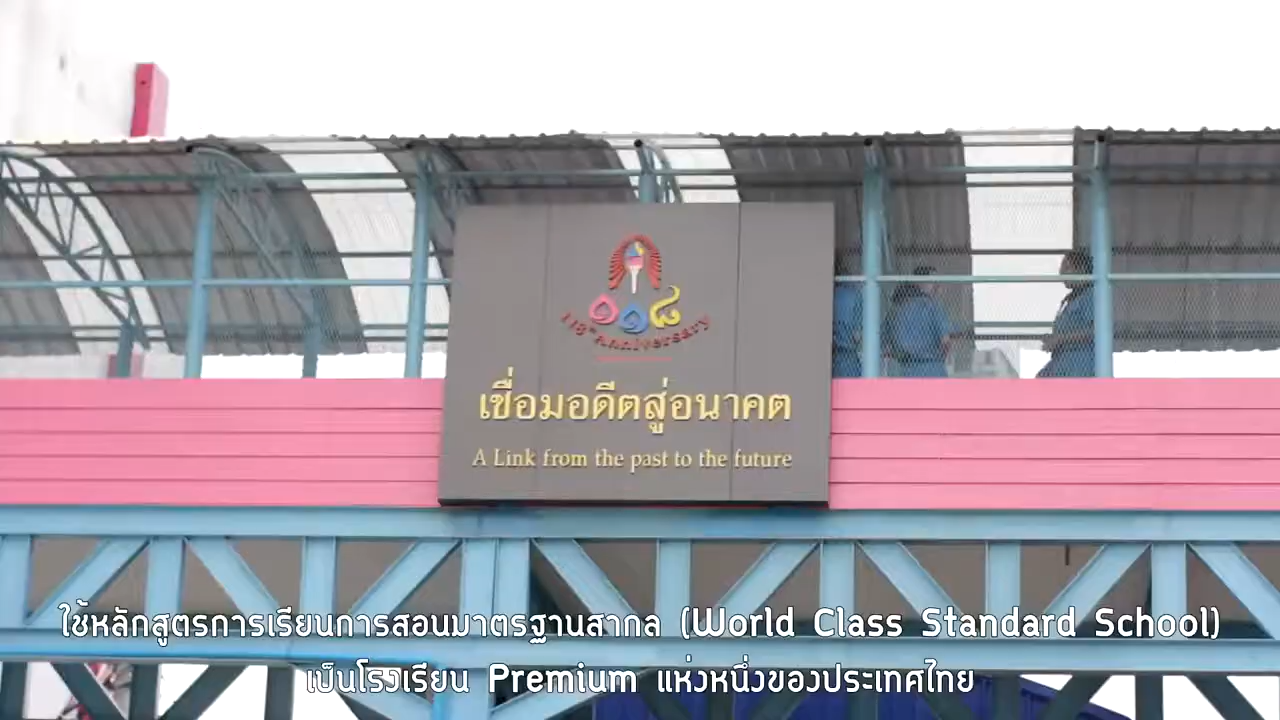 ๑๑๘
118th anniversary
เชื่อมอดีตสู่อนาคต
A Link from the past to the future
ใช้หลักสูตรการเรียนการสอนมาตรฐานสากล (World Class Standard School)
เป็นโรงเรียน Premium แห่งหนึ่งของประเทศไทย